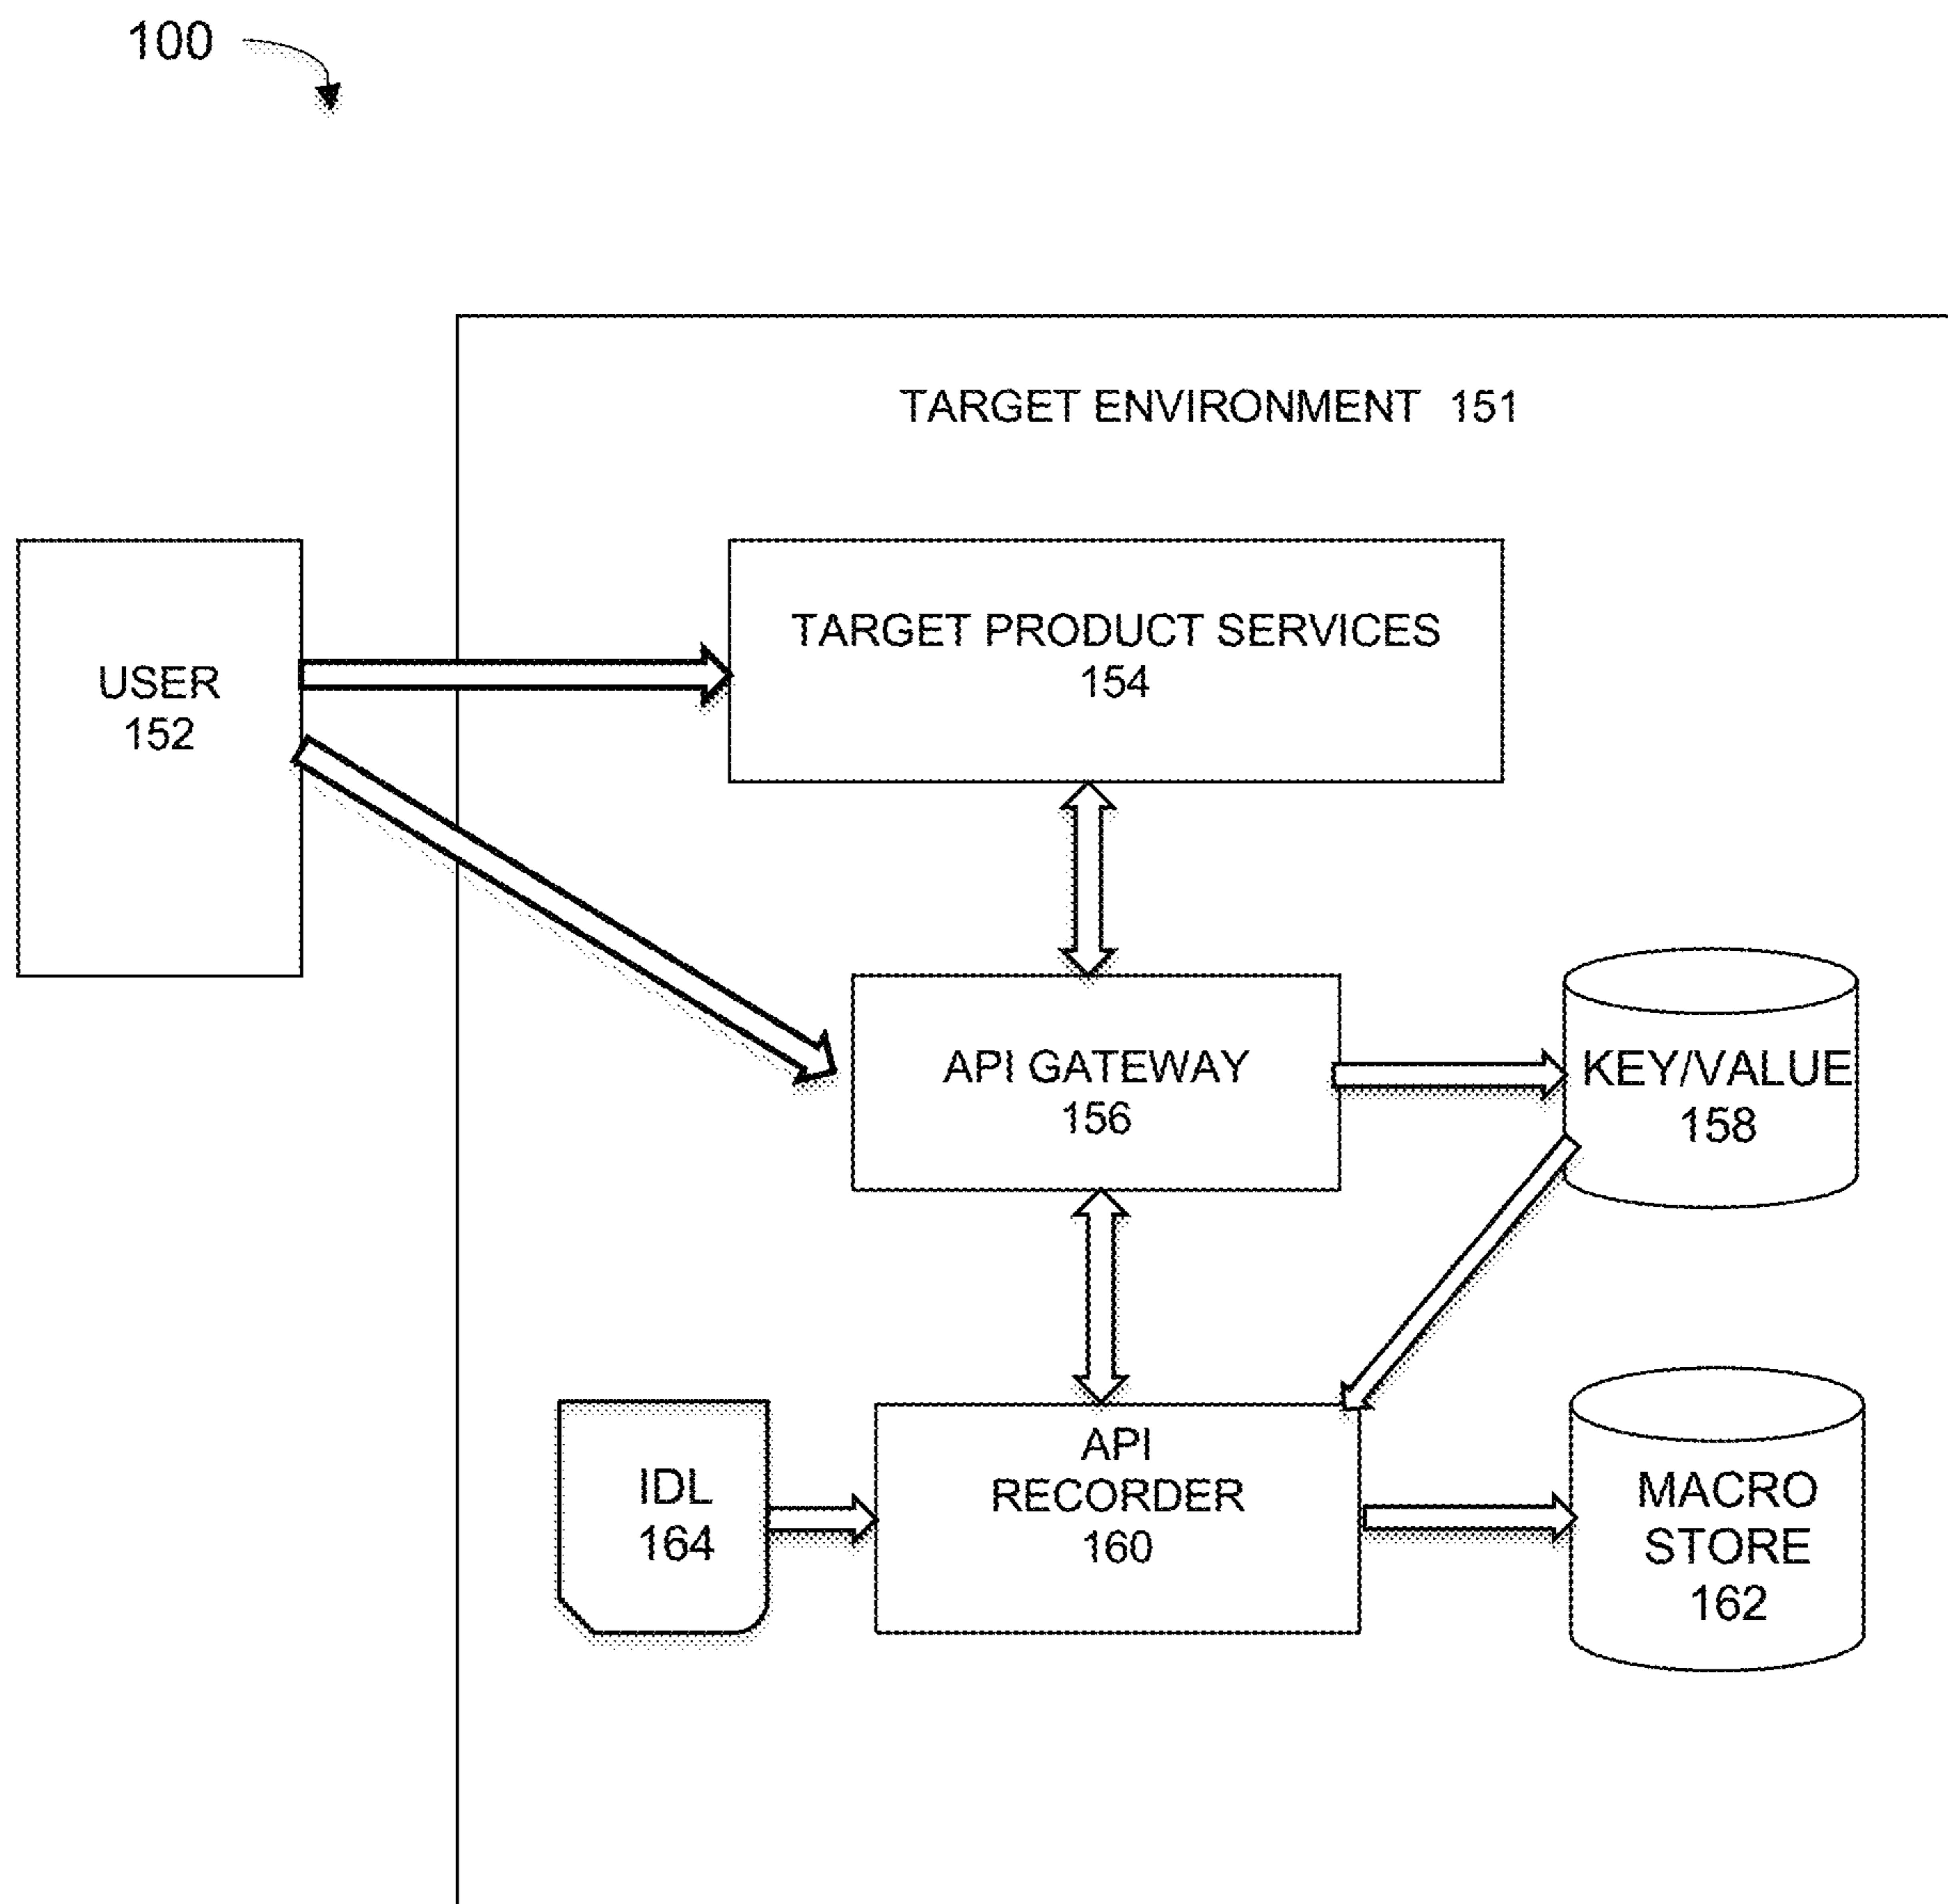 100
TARGET ENVIRONMENT 151
TARGET PRODUCT SERVICES
154
USER
152
API GATEWAY
156
KEY/VALUE
158
IDL
164
API
RECORDER
160
MACRO
STORE
162